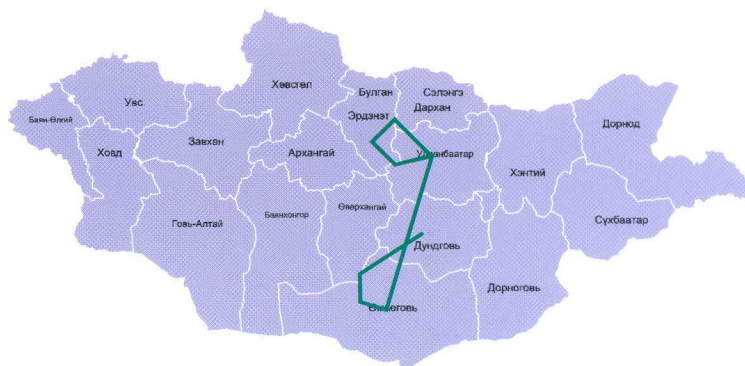 Хөвсгөл
Булган
Сэлэнгэ
Увс
Дархан
Эрдэнэт
Баян-Өлгий
Дорнод
Завхан
Архангай
Улаанбаатар
Ховд
Хэнтий
Өвөрхангай
Баянхонгор
Говь-Алтай
Сүхбаатар
Дундговь
Дорноговь
Өмнөговь